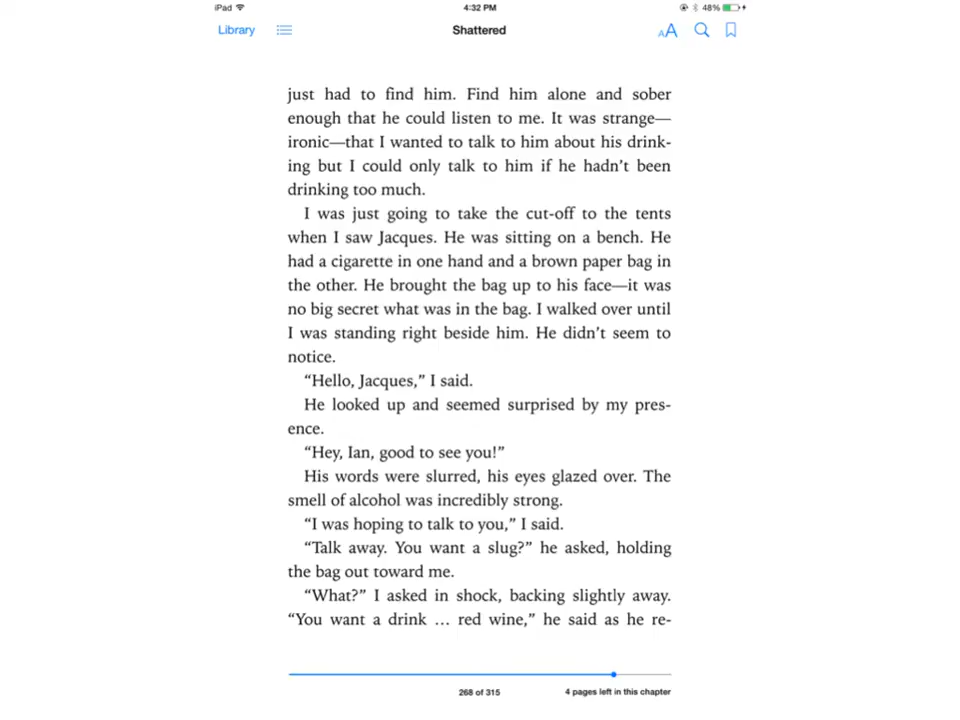 iPad 4:32 PM 48%
Library Shattered AA
just had to find him. Find him alone and sober
enough that he could listen to me. It was strange—
ironic—that I wanted to talk to him about his drink-
ing but I could only talk to him if he hadn’t been
drinking too much.
I was just going to take the cut-off to the tents
when I saw Jacques. He was sitting on a bench. He
had a cigarette in one hand and a brown paper bag in
the other. He brought the bag up to his face—it was
no big secret what was in the bag. I walked over until
I was standing right beside him. He didn’t seem to
notice.
“Hello, Jacques,” I said.
He looked up and seemed surprised by my pres-
ence.
“Hey, Ian, good to see you!”
His words were slurred, his eyes glazed over. The
smell of alcohol was incredibly strong.
“I was hoping to talk to you,” I said.
“Talk away. You want a slug?” he asked, holding
the bag out toward me.
“What?” I asked in shock, backing slightly away.
“You want a drink … red wine,” he said as he re-
268 of 315 4 pages left in this chapter